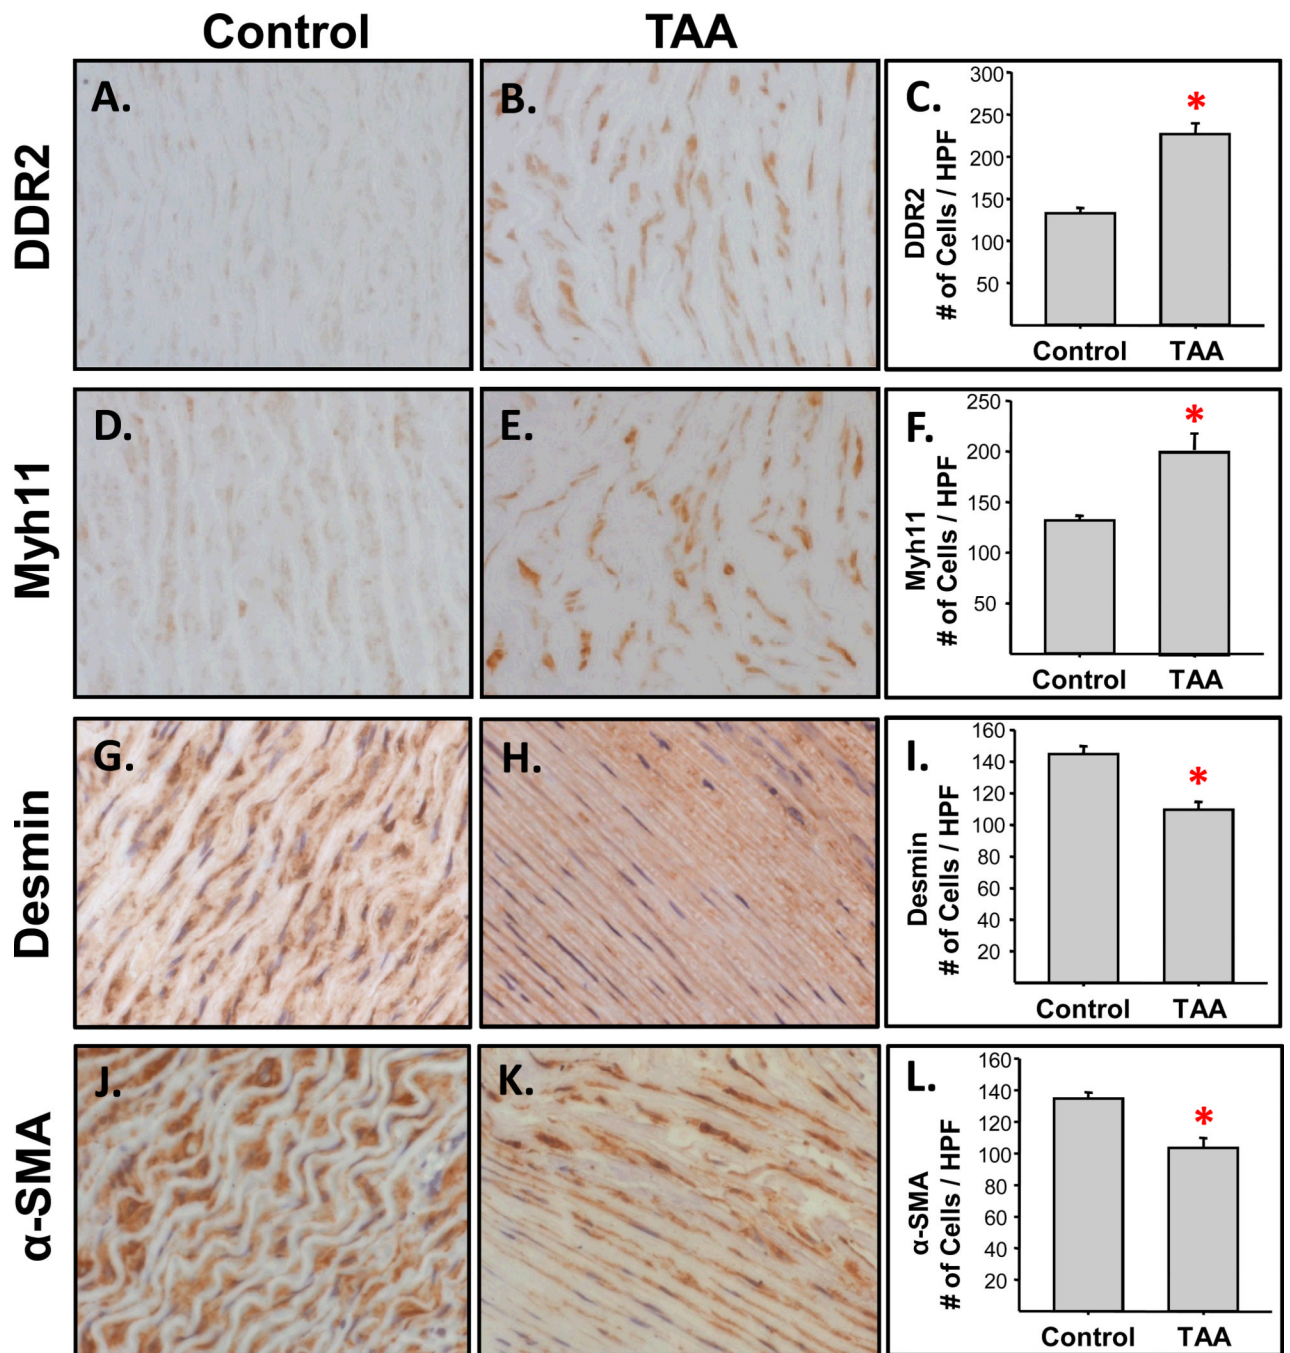 Control TAA
DDR2
A.
B.
C.
300
250
200
150
100
50
DDR2
# of Cells / HPF
*
Control TAA
Myh11
D.
E.
F.
250
200
150
100
50
Myh11
# of Cells / HPF
*
Control TAA
Desmin
G.
H.
I.
160
140
120
100
80
60
40
20
Desmin
# of Cells / HPF
*
Control TAA
α-SMA
J.
K.
L.
160
140
120
100
80
60
40
20
α-SMA
# of Cells / HPF
*
Control TAA